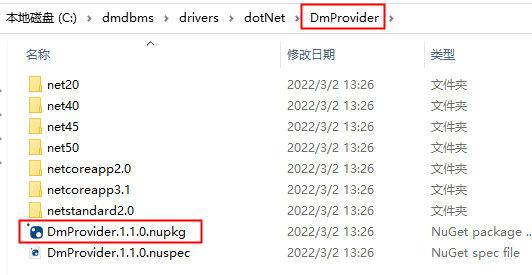 本地磁盘 (C:) > dmdbms > drivers > dotNet > DmProvider
名称 修改日期 类型
net20 2022/3/2 13:26 文件夹
net40 2022/3/2 13:26 文件夹
net45 2022/3/2 13:26 文件夹
net50 2022/3/2 13:26 文件夹
netcoreapp2.0 2022/3/2 13:26 文件夹
netcoreapp3.1 2022/3/2 13:26 文件夹
netstandard2.0 2022/3/2 13:26 文件夹
DmProvider.1.1.0.nupkg 2022/3/2 13:26 NuGet package ...
DmProvider.1.1.0.nuspec 2022/3/2 13:26 NuGet spec file